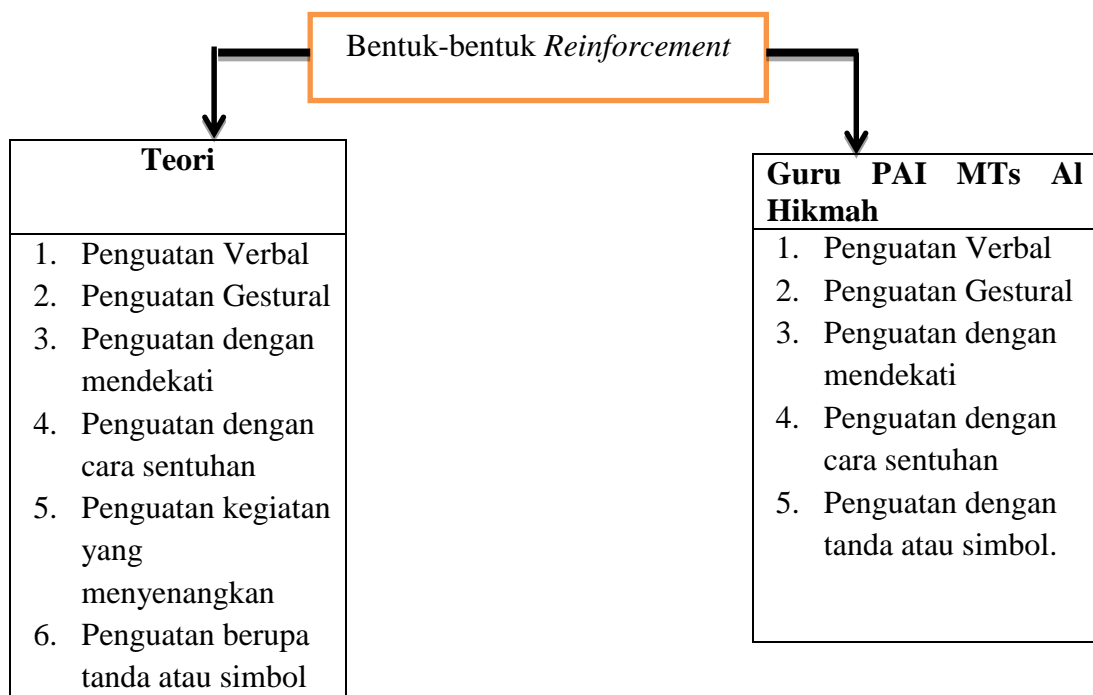 Bentuk-bentuk Reinforcement
Teori
1. Penguatan Verbal
2. Penguatan Gestural
3. Penguatan dengan
mendekati
4. Penguatan dengan
cara sentuhan
5. Penguatan kegiatan
yang
menyenangkan
6. Penguatan berupa
tanda atau simbol
Guru PAI MTs Al
Hikmah
1. Penguatan Verbal
2. Penguatan Gestural
3. Penguatan dengan
mendekati
4. Penguatan dengan
cara sentuhan
5. Penguatan dengan
tanda atau simbol.